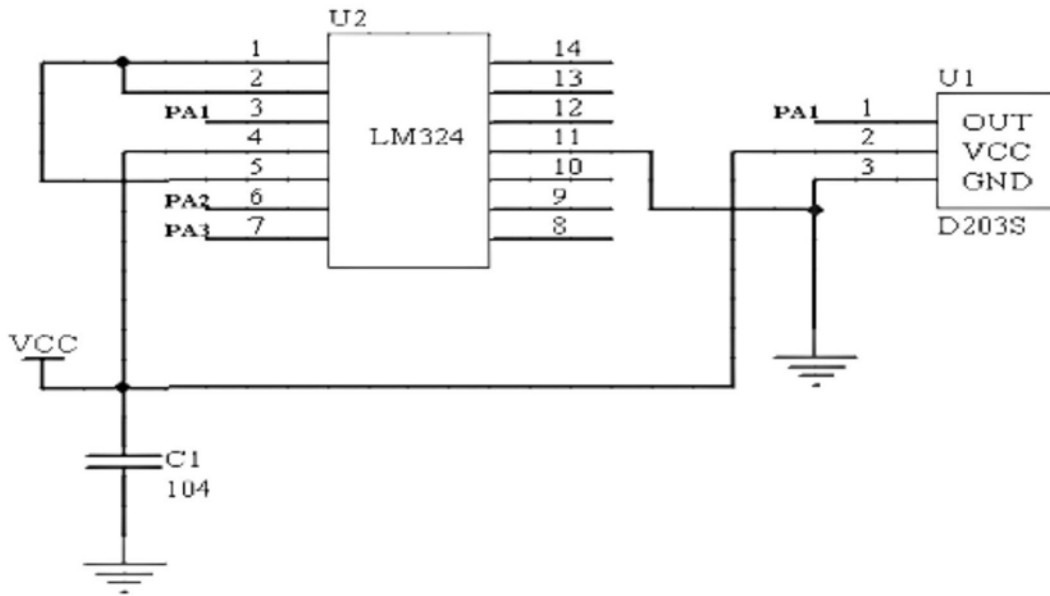 U2
1
2
PA1 3
4
5
PA2 6
PA3 7
LM324
14
13
12
11
10
9
8
U1
PA1 1 OUT
2 VCC
3 GND
D203S
VCC
C1
104